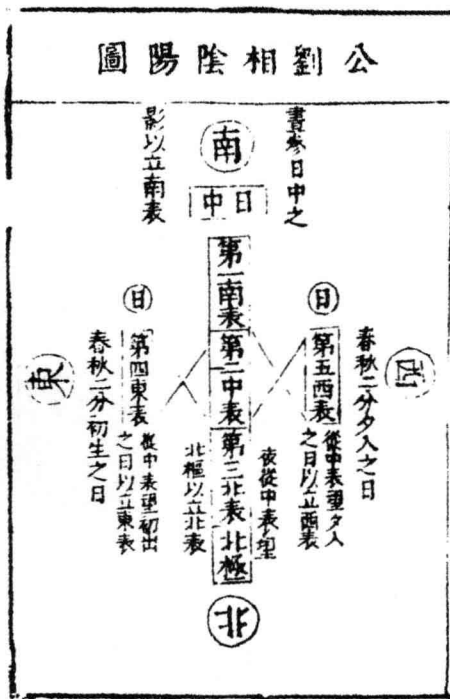 公劉相陰陽圖
晝參日中之
影以立南表
南
日中
第一南表
第二中表
第三北表
北極
北
西
春秋二分夕入之日
日
第五西表
從中表望夕入
之日以立西表
夜從中表望
北樞以立北表
日
第四東表
從中表望初出
之日以立東表
春秋二分初生之日
東